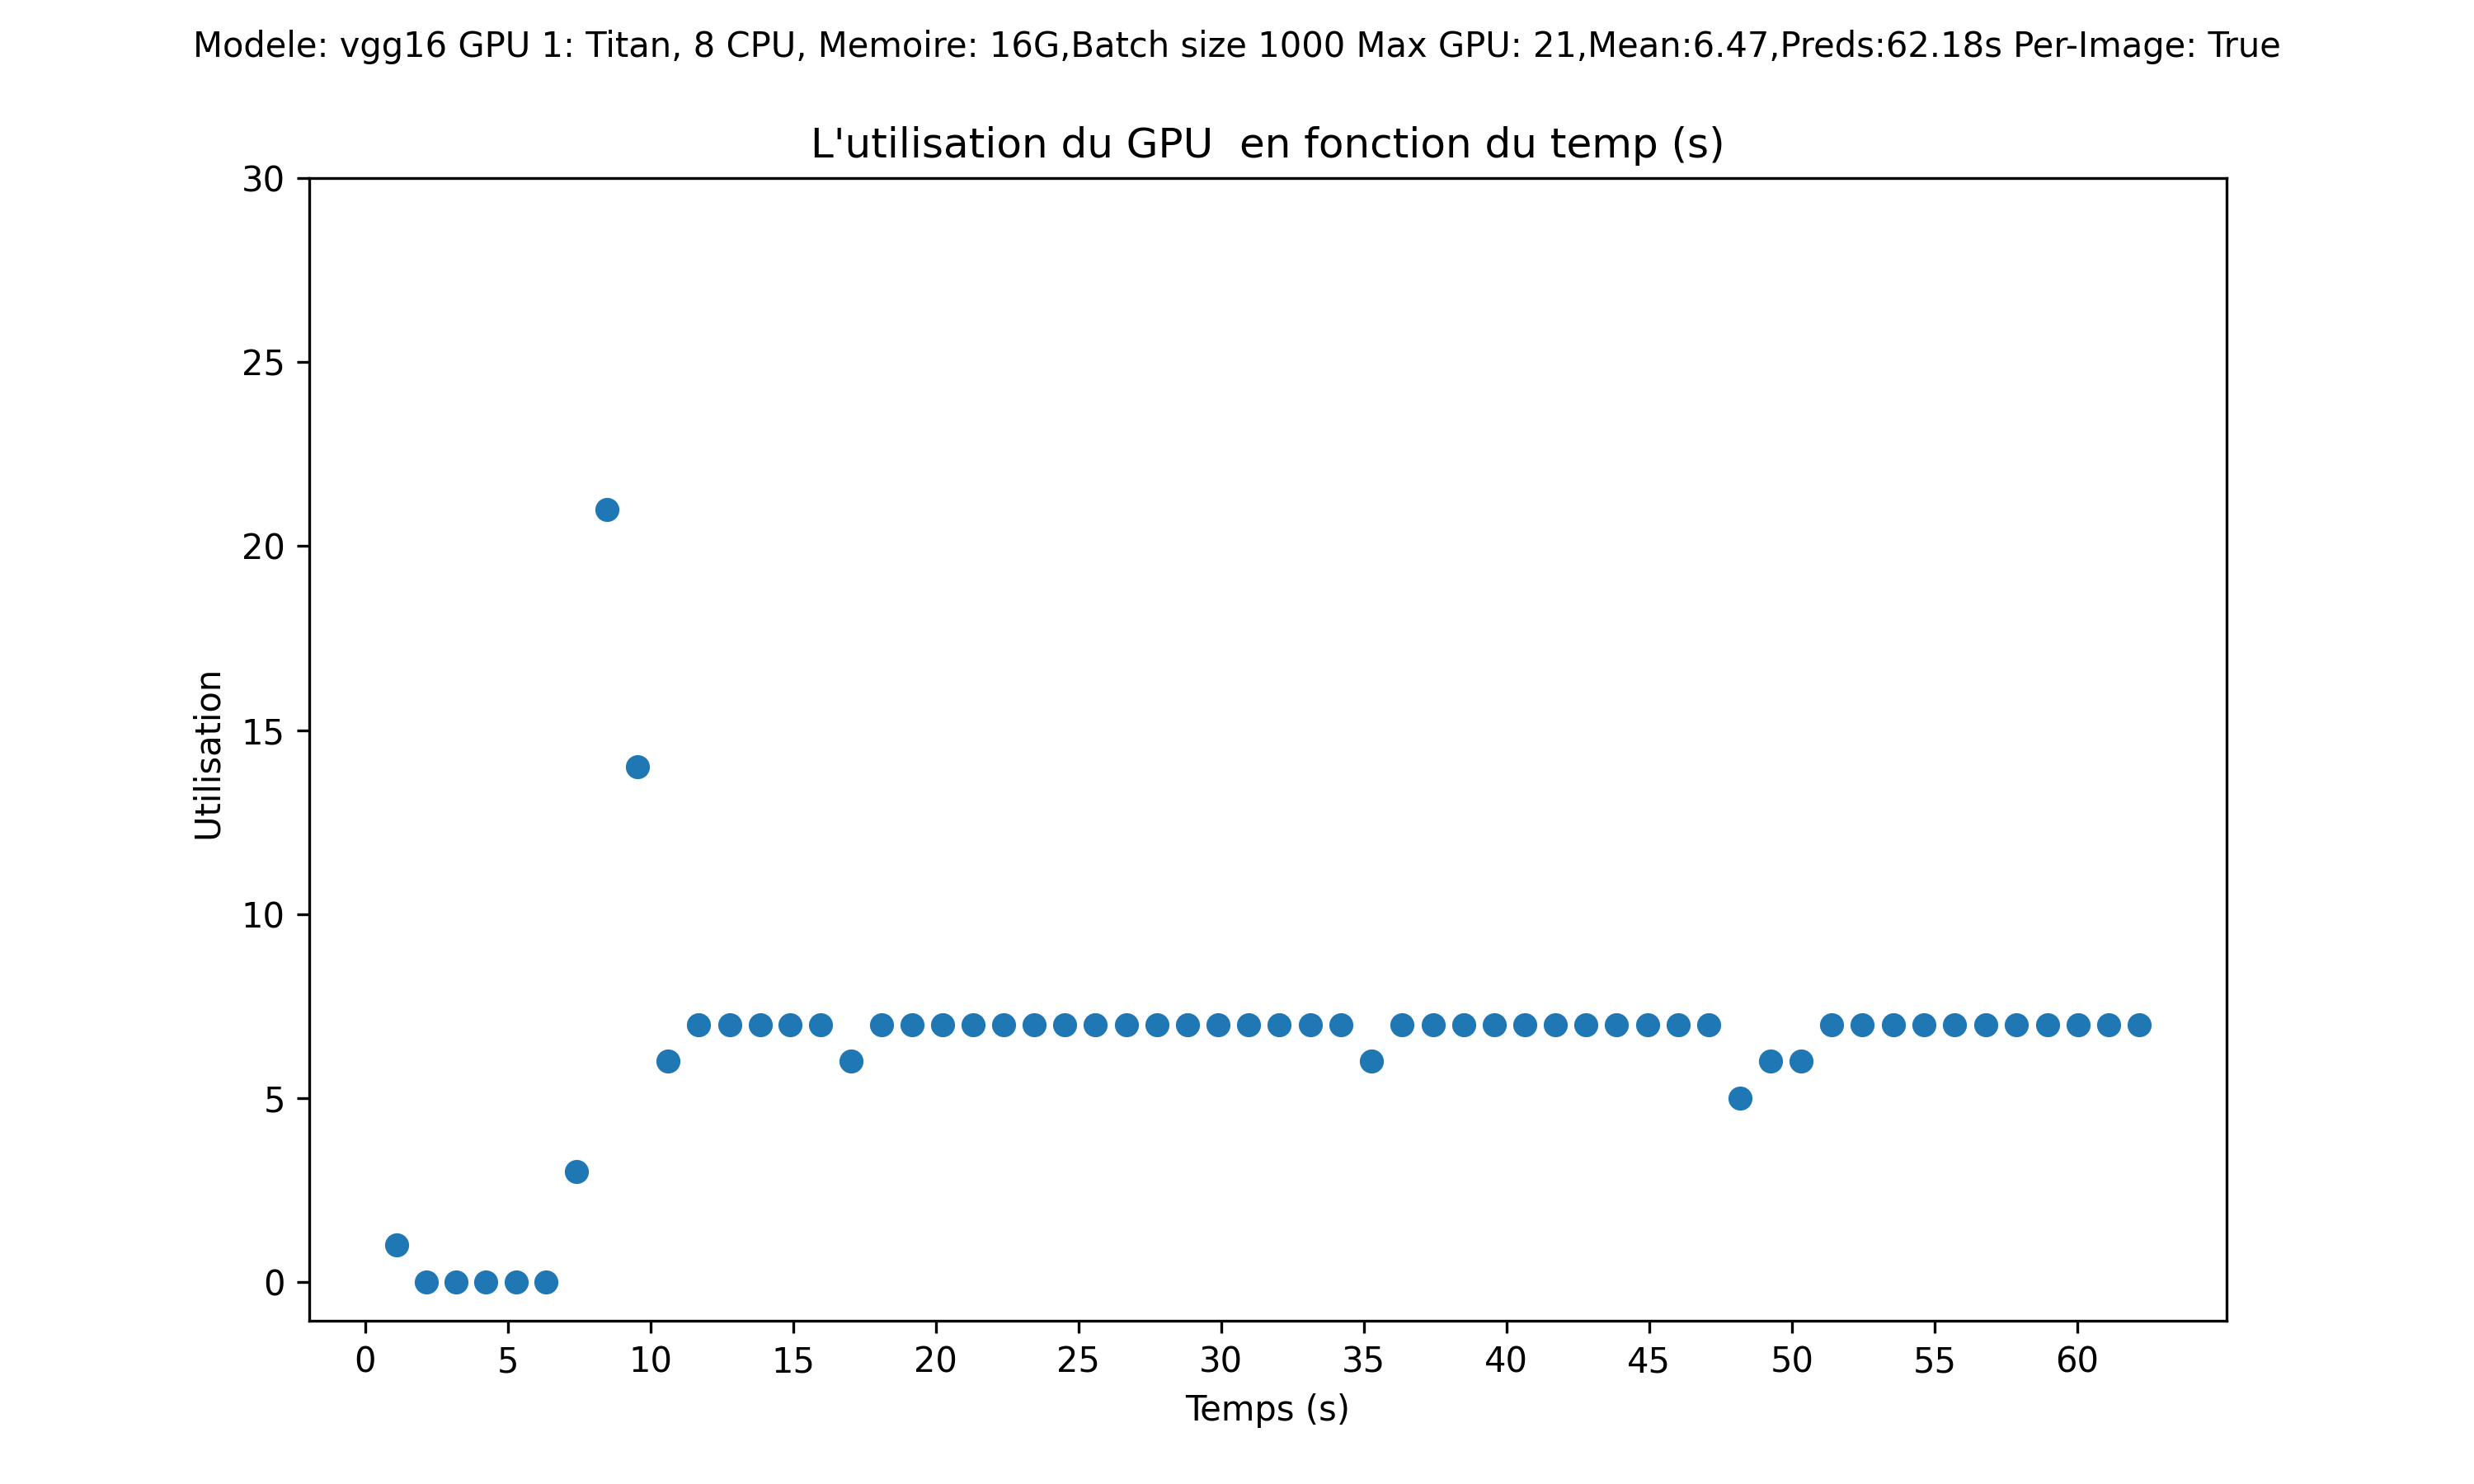 Modele: vgg16 GPU 1: Titan, 8 CPU, Memoire: 16G,Batch size 1000 Max GPU: 21,Mean:6.47,Preds:62.18s Per-Image: True
L'utilisation du GPU  en fonction du temp (s)
30
25
20
15
10
5
0
Utilisation
0 5 10 15 20 25 30 35 40 45 50 55 60
Temps (s)